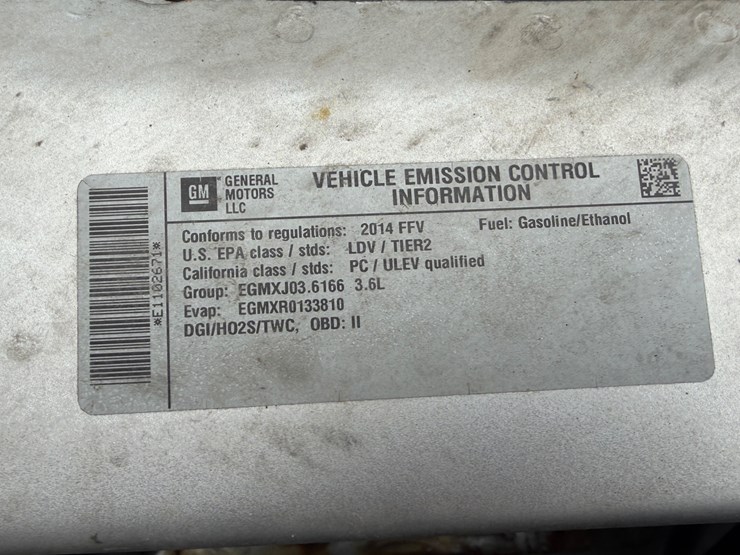 GM GENERAL
MOTORS
LLC
VEHICLE EMISSION CONTROL
INFORMATION
Conforms to regulations: 2014 FFV Fuel: Gasoline/Ethanol
U.S. EPA class / stds: LDV / TIER2
California class / stds: PC / ULEV qualified
Group: EGMXJ03.6166 3.6L
Evap: EGMXR0133810
DGI/HO2S/TWC, OBD: II
*E1102671*